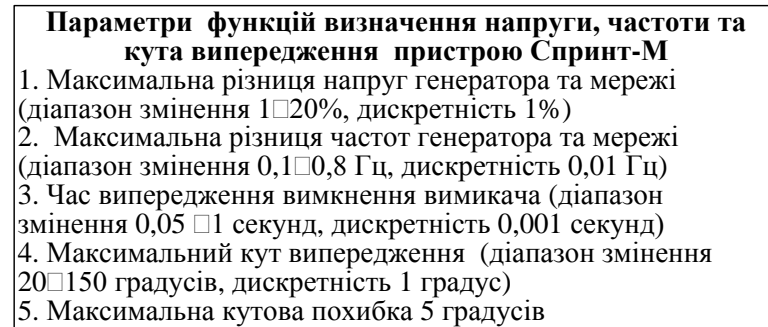 Параметри функцій визначення напруги, частоти та
кута випередження пристрою Спринт-М
1. Максимальна різниця напруг генератора та мережі
(діапазон змінення 1□20%, дискретність 1%)
2. Максимальна різниця частот генератора та мережі
(діапазон змінення 0,1□0,8 Гц, дискретність 0,01 Гц)
3. Час випередження вимкнення вимикача (діапазон
змінення 0,05 □1 секунд, дискретність 0,001 секунд)
4. Максимальний кут випередження (діапазон змінення
20□150 градусів, дискретність 1 градус)
5. Максимальна кутова похибка 5 градусів